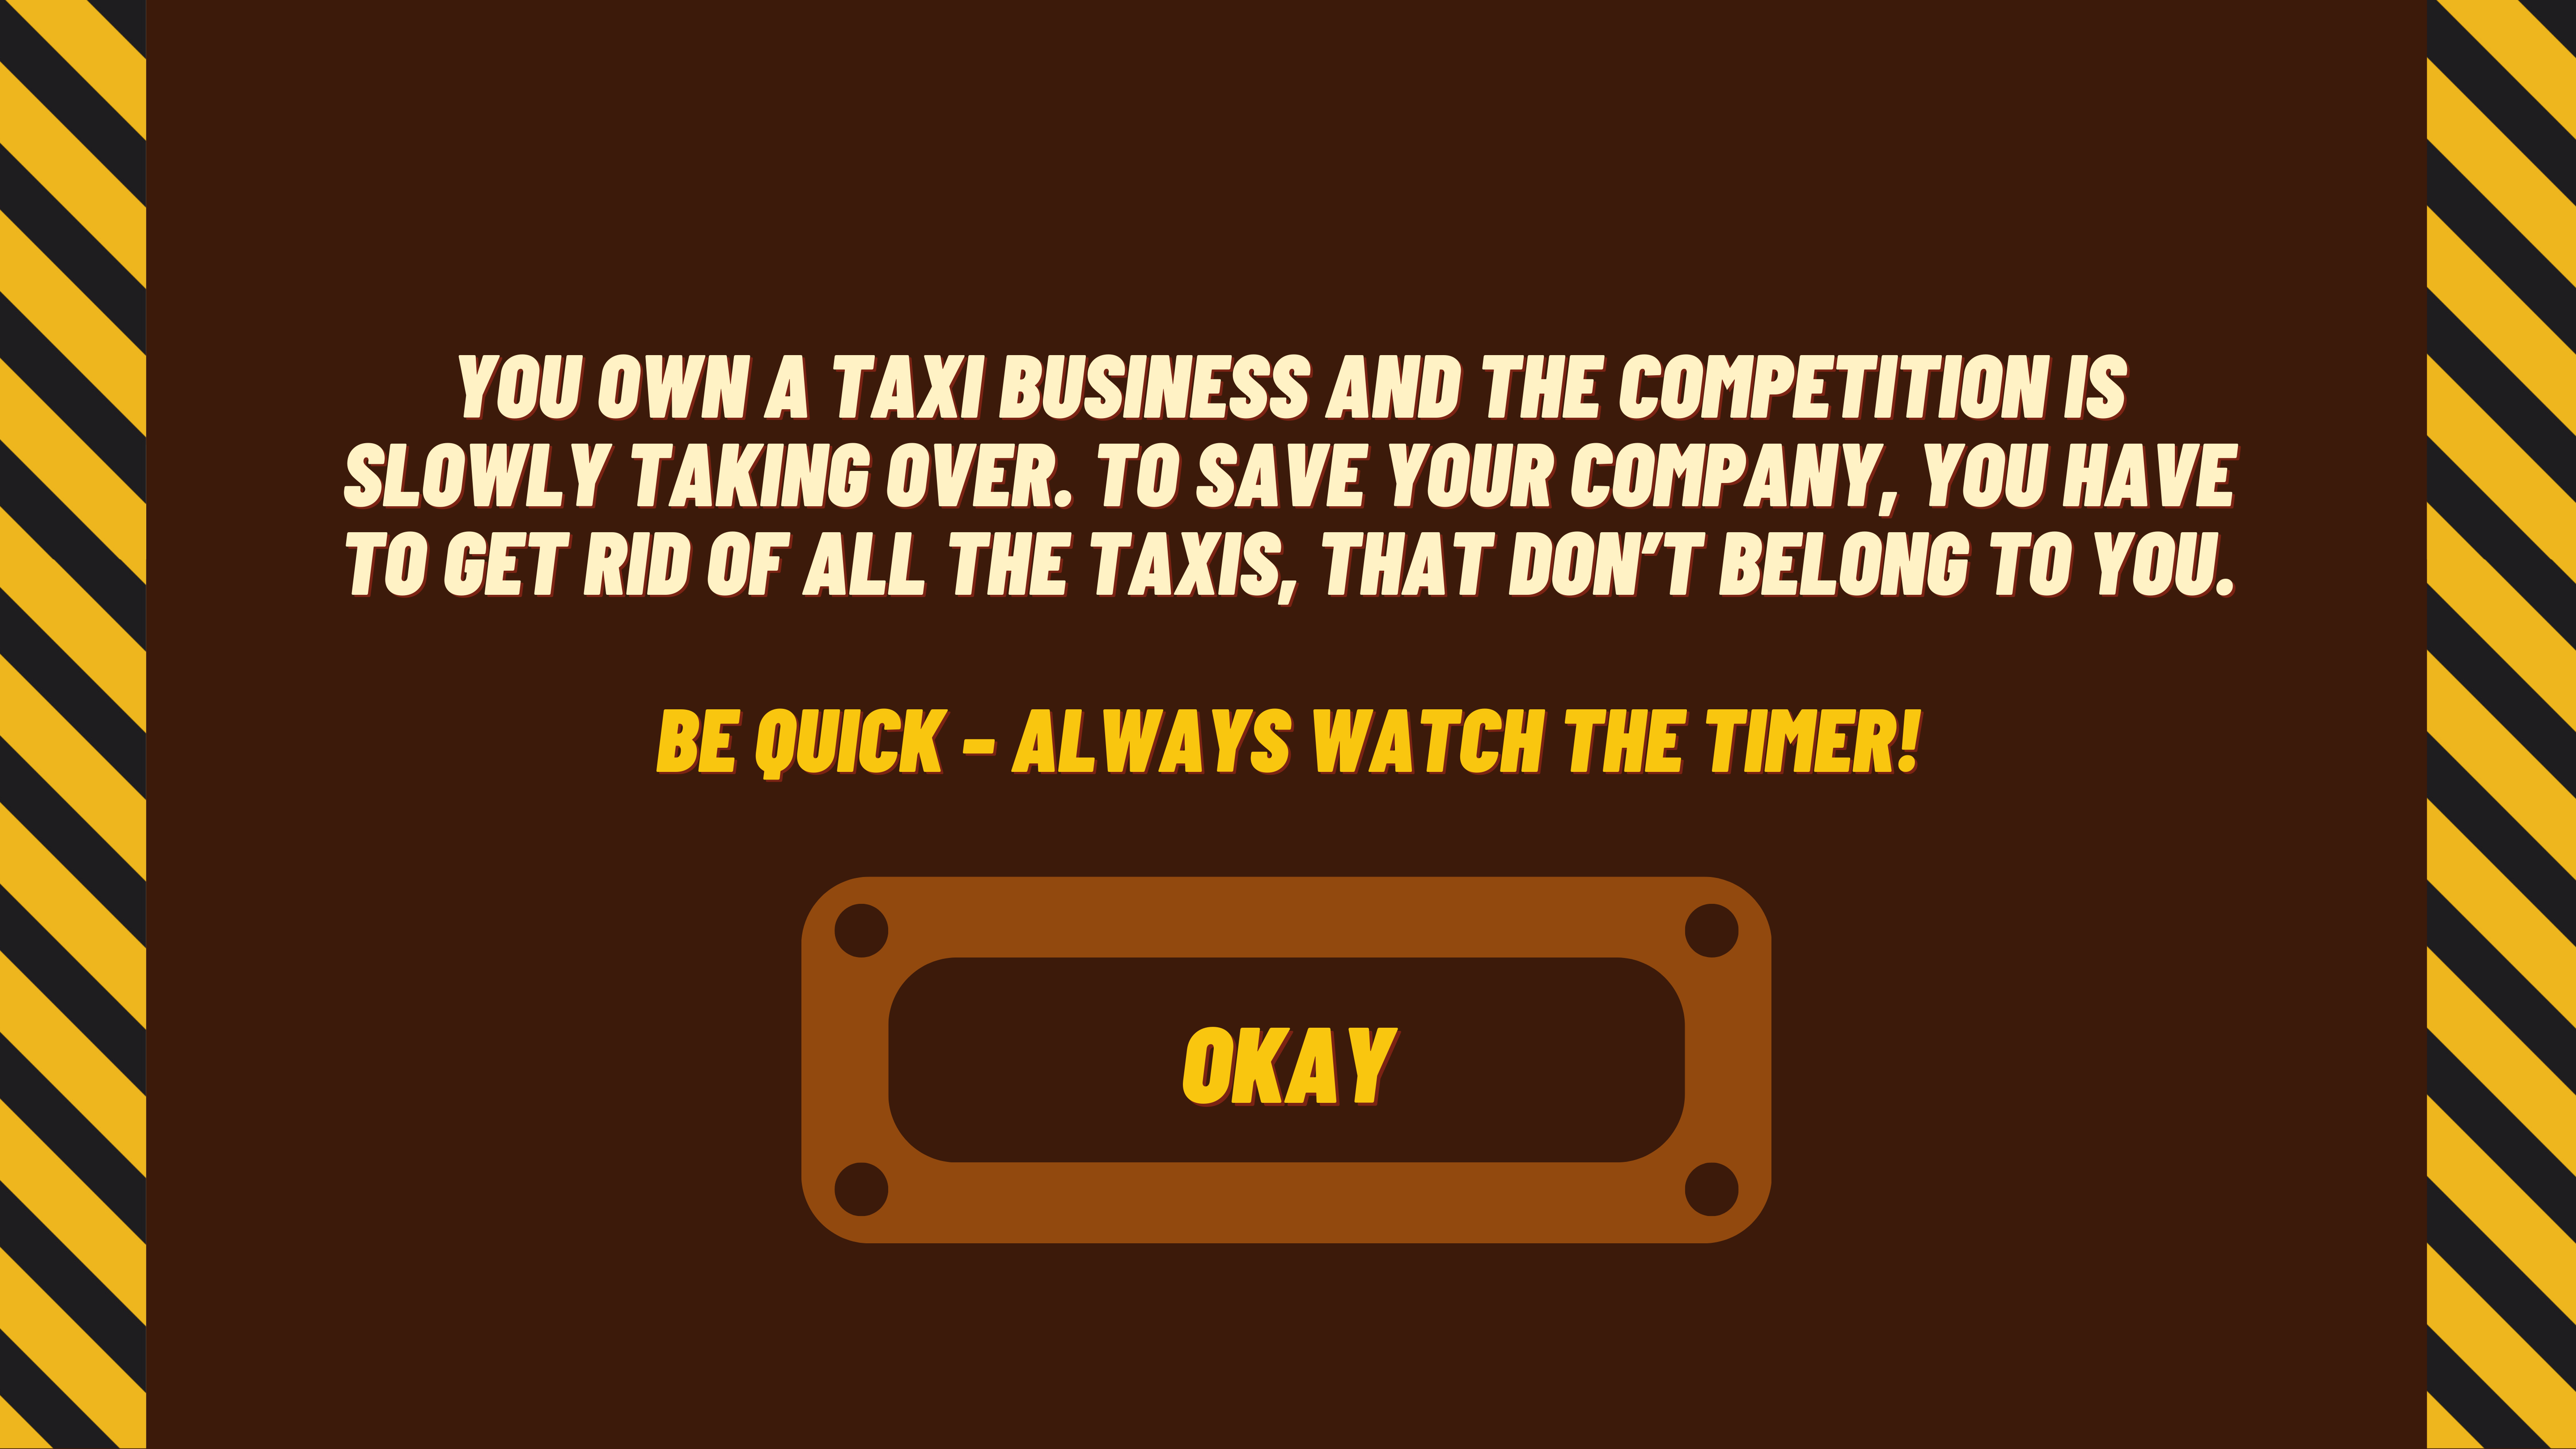 YOU OWN A TAXI BUSINESS AND THE COMPETITION IS
SLOWLY TAKING OVER. TO SAVE YOUR COMPANY, YOU HAVE
TO GET RID OF ALL THE TAXIS, THAT DON'T BELONG TO YOU.
BE QUICK – ALWAYS WATCH THE TIMER!
OKAY